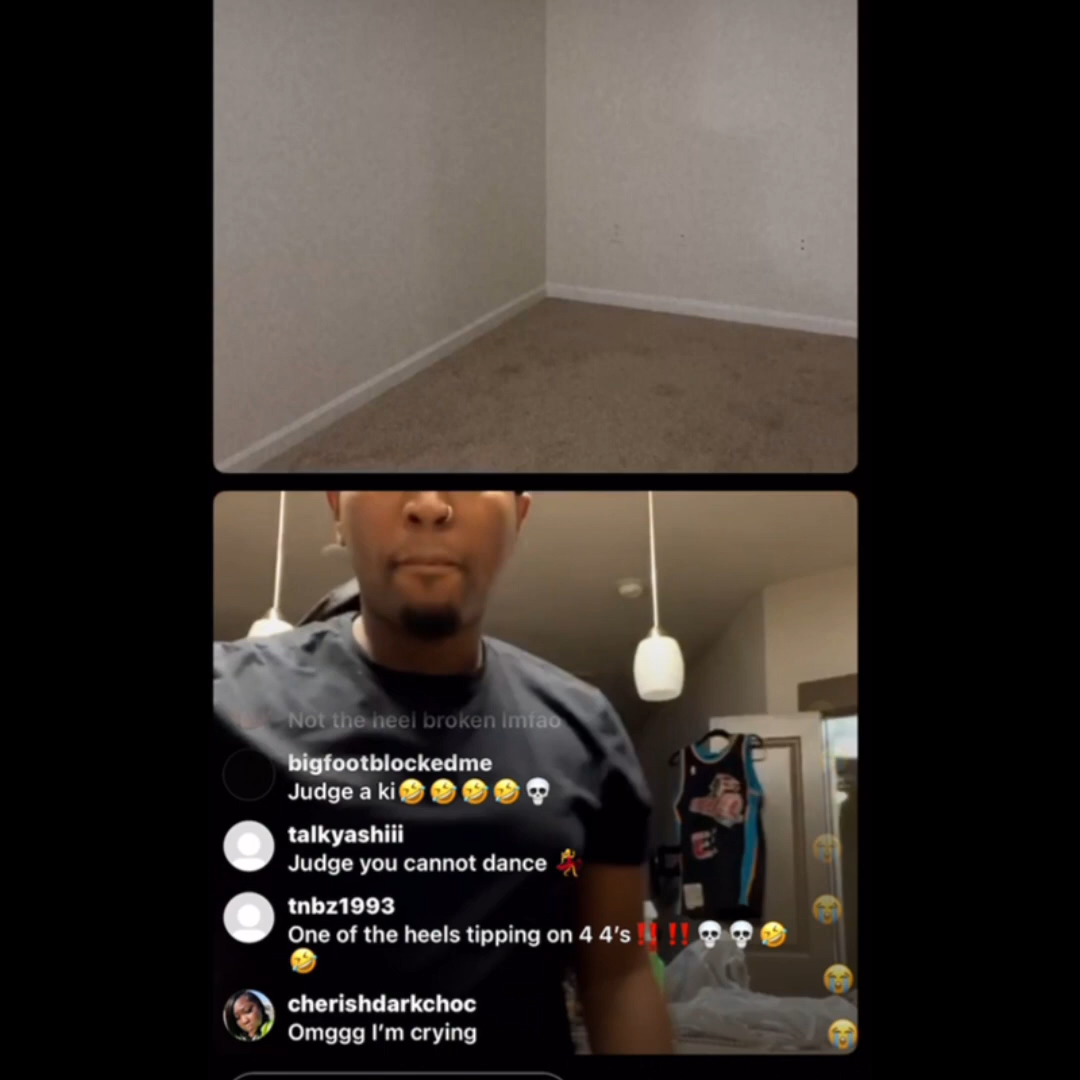 Not the heel broken lmfao
bigfootblockedme
Judge a ki🤣🤣🤣🤣💀
talkyashiii
Judge you cannot dance 💃
tnbz1993
One of the heels tipping on 4 4’s‼️‼️💀💀🤣
🤣
cherishdarkchoc
Omggg I’m crying